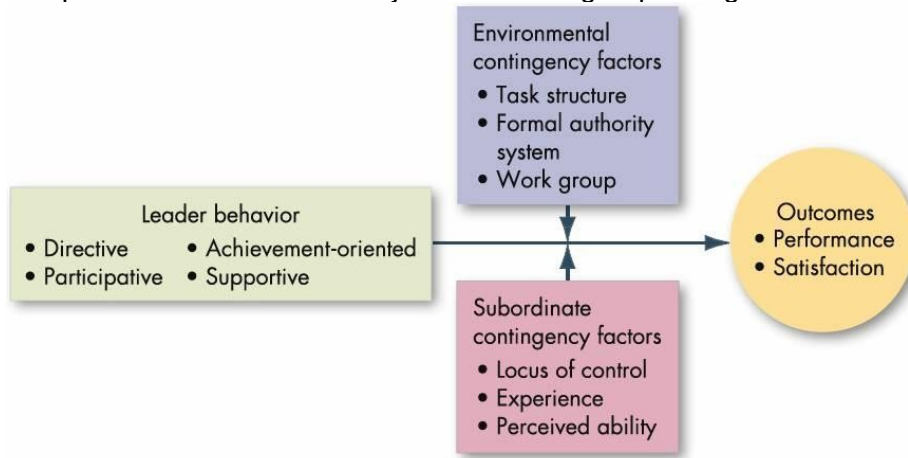 Environmental
contingency factors
• Task structure
• Formal authority
system
• Work group
Leader behavior
• Directive • Achievement-oriented
• Participative • Supportive
Outcomes
• Performance
• Satisfaction
Subordinate
contingency factors
• Locus of control
• Experience
• Perceived ability